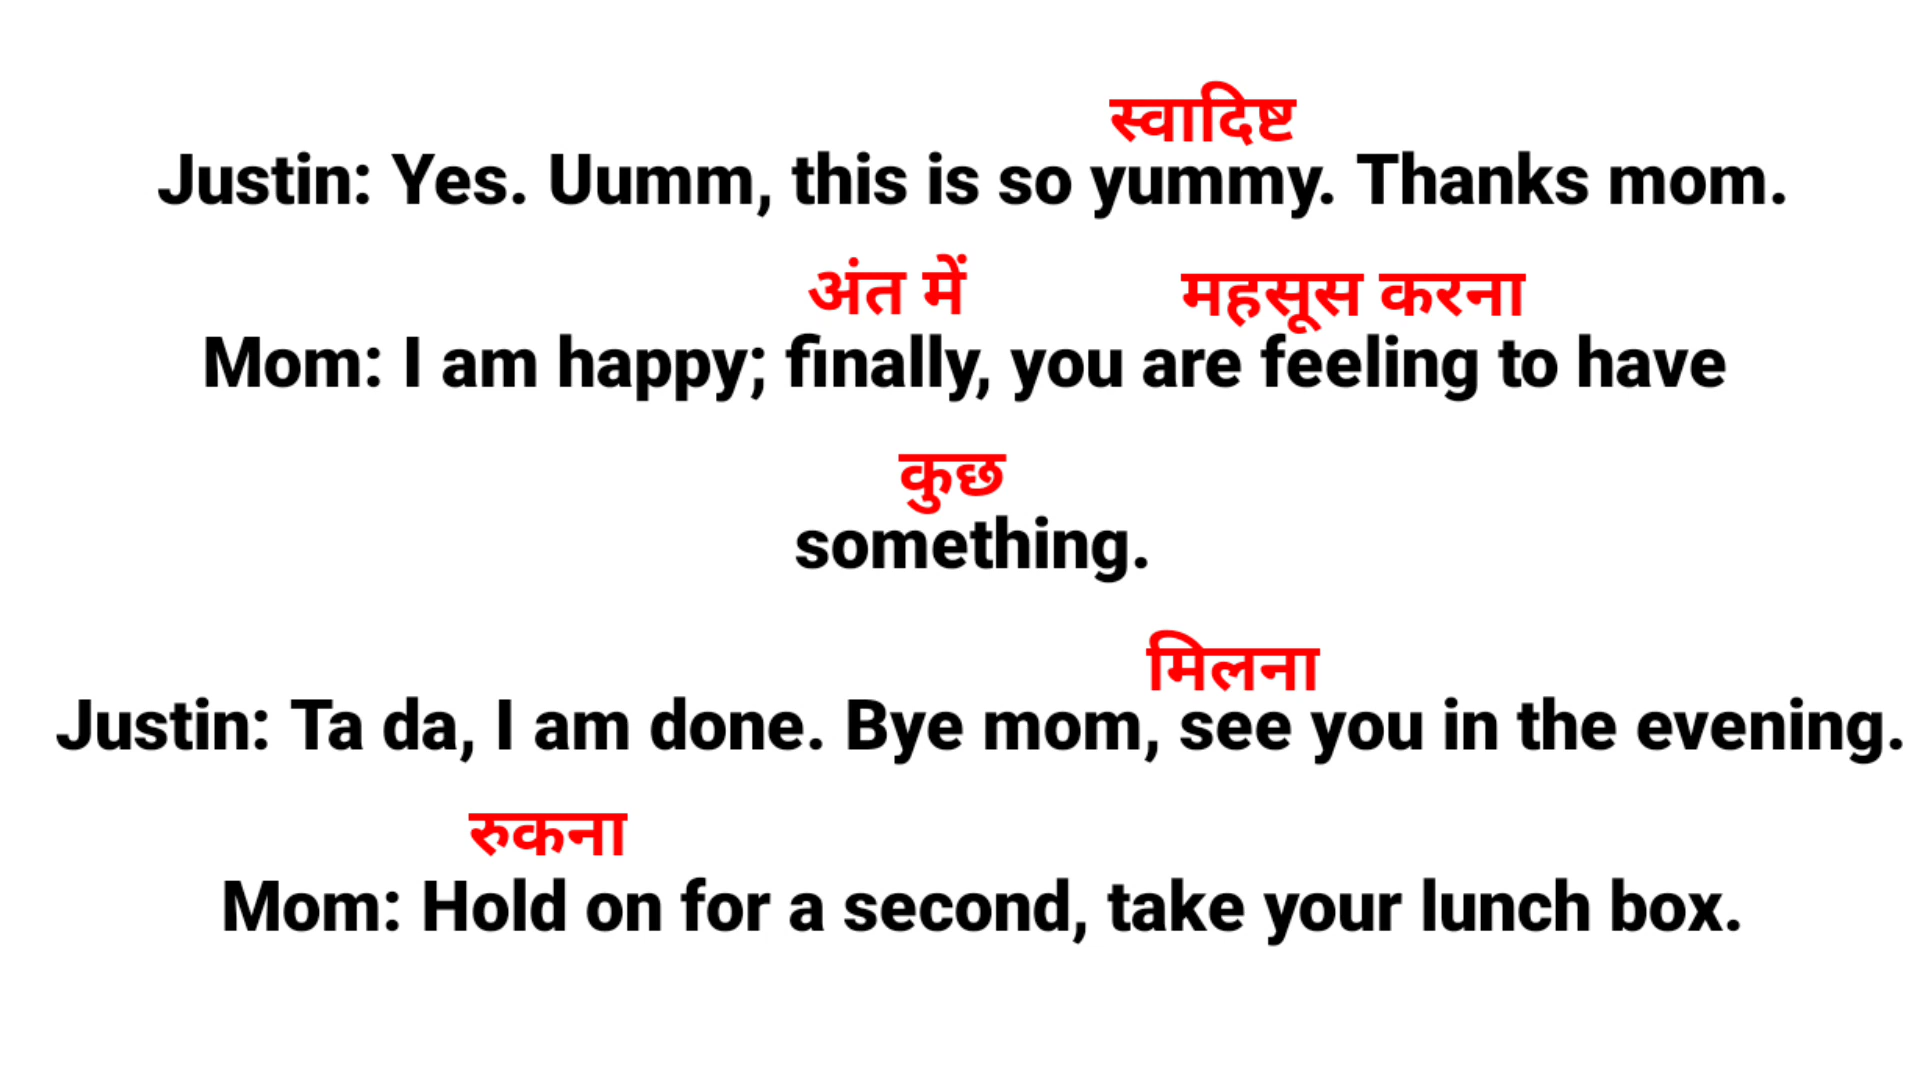 स्वादिष्ट
Justin: Yes. Uumm, this is so yummy. Thanks mom.
अंत में महसूस करना
Mom: I am happy; finally, you are feeling to have
कुछ
something.
मिलना
Justin: Ta da, I am done. Bye mom, see you in the evening.
रुकना
Mom: Hold on for a second, take your lunch box.